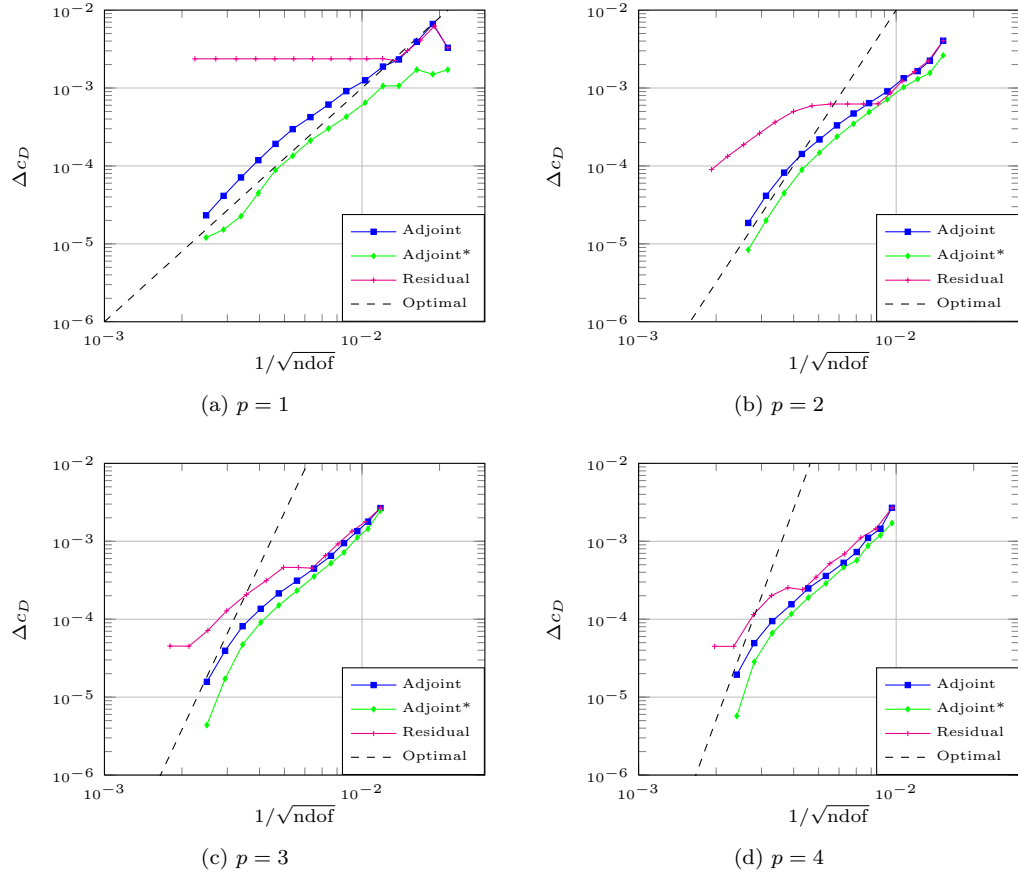 10⁻²
10⁻³
10⁻⁴
10⁻⁵
10⁻⁶
Δc_D
10⁻³
10⁻²
1/√ndof
Adjoint
Adjoint*
Residual
Optimal
(a) p = 1
10⁻²
10⁻³
10⁻⁴
10⁻⁵
10⁻⁶
Δc_D
10⁻³
10⁻²
1/√ndof
Adjoint
Adjoint*
Residual
Optimal
(b) p = 2
10⁻²
10⁻³
10⁻⁴
10⁻⁵
10⁻⁶
Δc_D
10⁻³
10⁻²
1/√ndof
Adjoint
Adjoint*
Residual
Optimal
(c) p = 3
10⁻²
10⁻³
10⁻⁴
10⁻⁵
10⁻⁶
Δc_D
10⁻³
10⁻²
1/√ndof
Adjoint
Adjoint*
Residual
Optimal
(d) p = 4